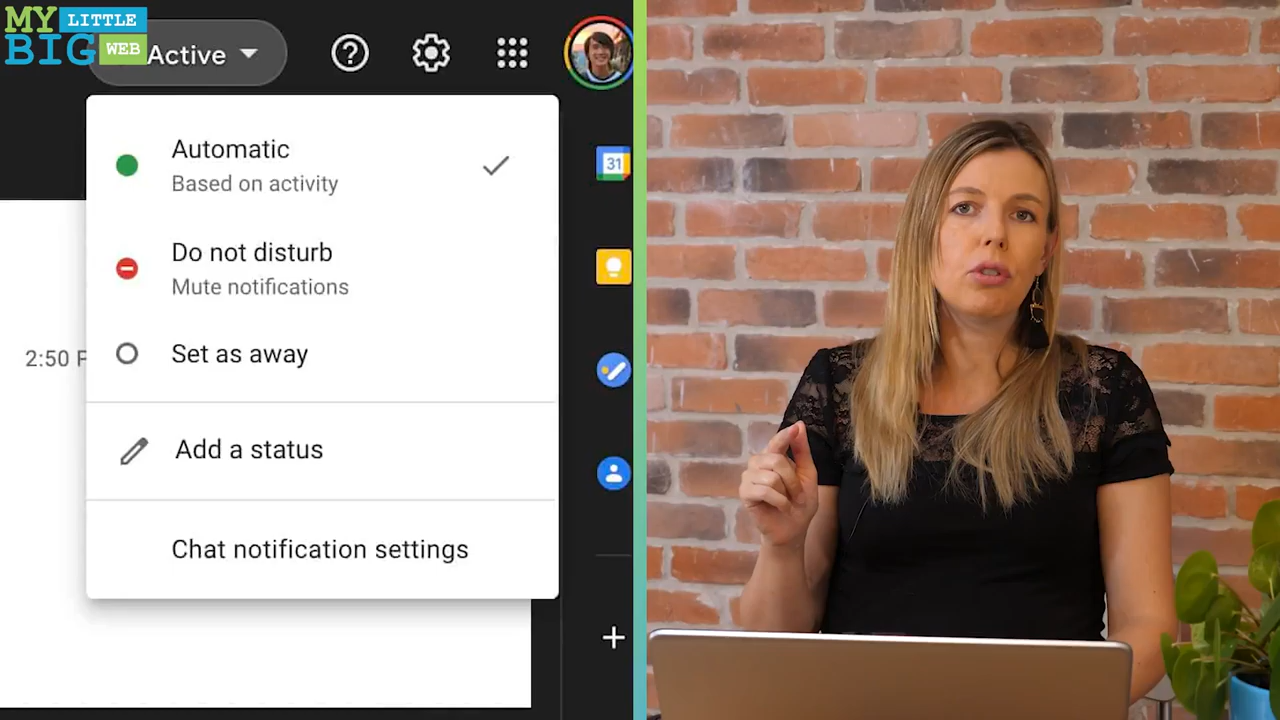 MY LITTLE
BIG WEB
Active
31
Automatic
Based on activity
Do not disturb
Mute notifications
2:50 P
Set as away
Add a status
Chat notification settings